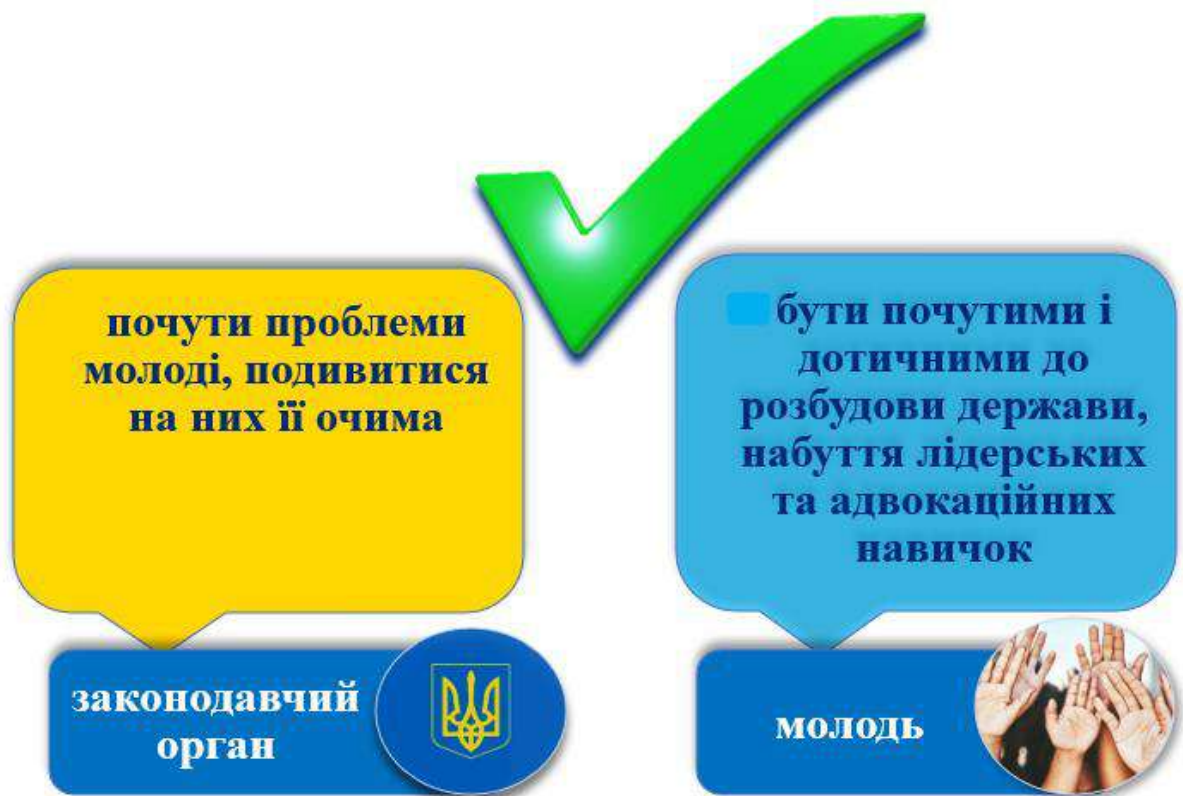 почути проблеми
молоді, подивитися
на них її очима
законодавчий
орган
бути почутими і
дотичними до
розбудови держави,
набуття лідерських
та адвокаційних
навичок
молодь